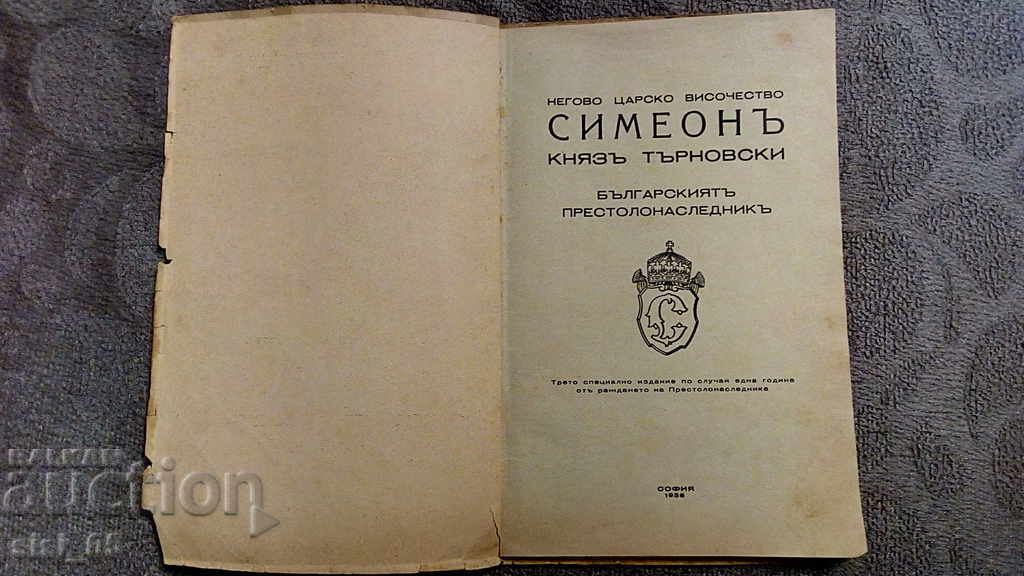 НЕГОВО ЦАРСКО ВИСОЧЕСТВО
СИМЕОНЪ
КНЯЗЪ ТЪРНОВСКИ
БЪЛГАРСКИЯТЪ
ПРЕСТОЛОНАСЛЕДНИКЪ
Трето специално издание по случай една година
отъ раждането на Престолонаследника
СОФИЯ
1938
БАЛКАН
auction